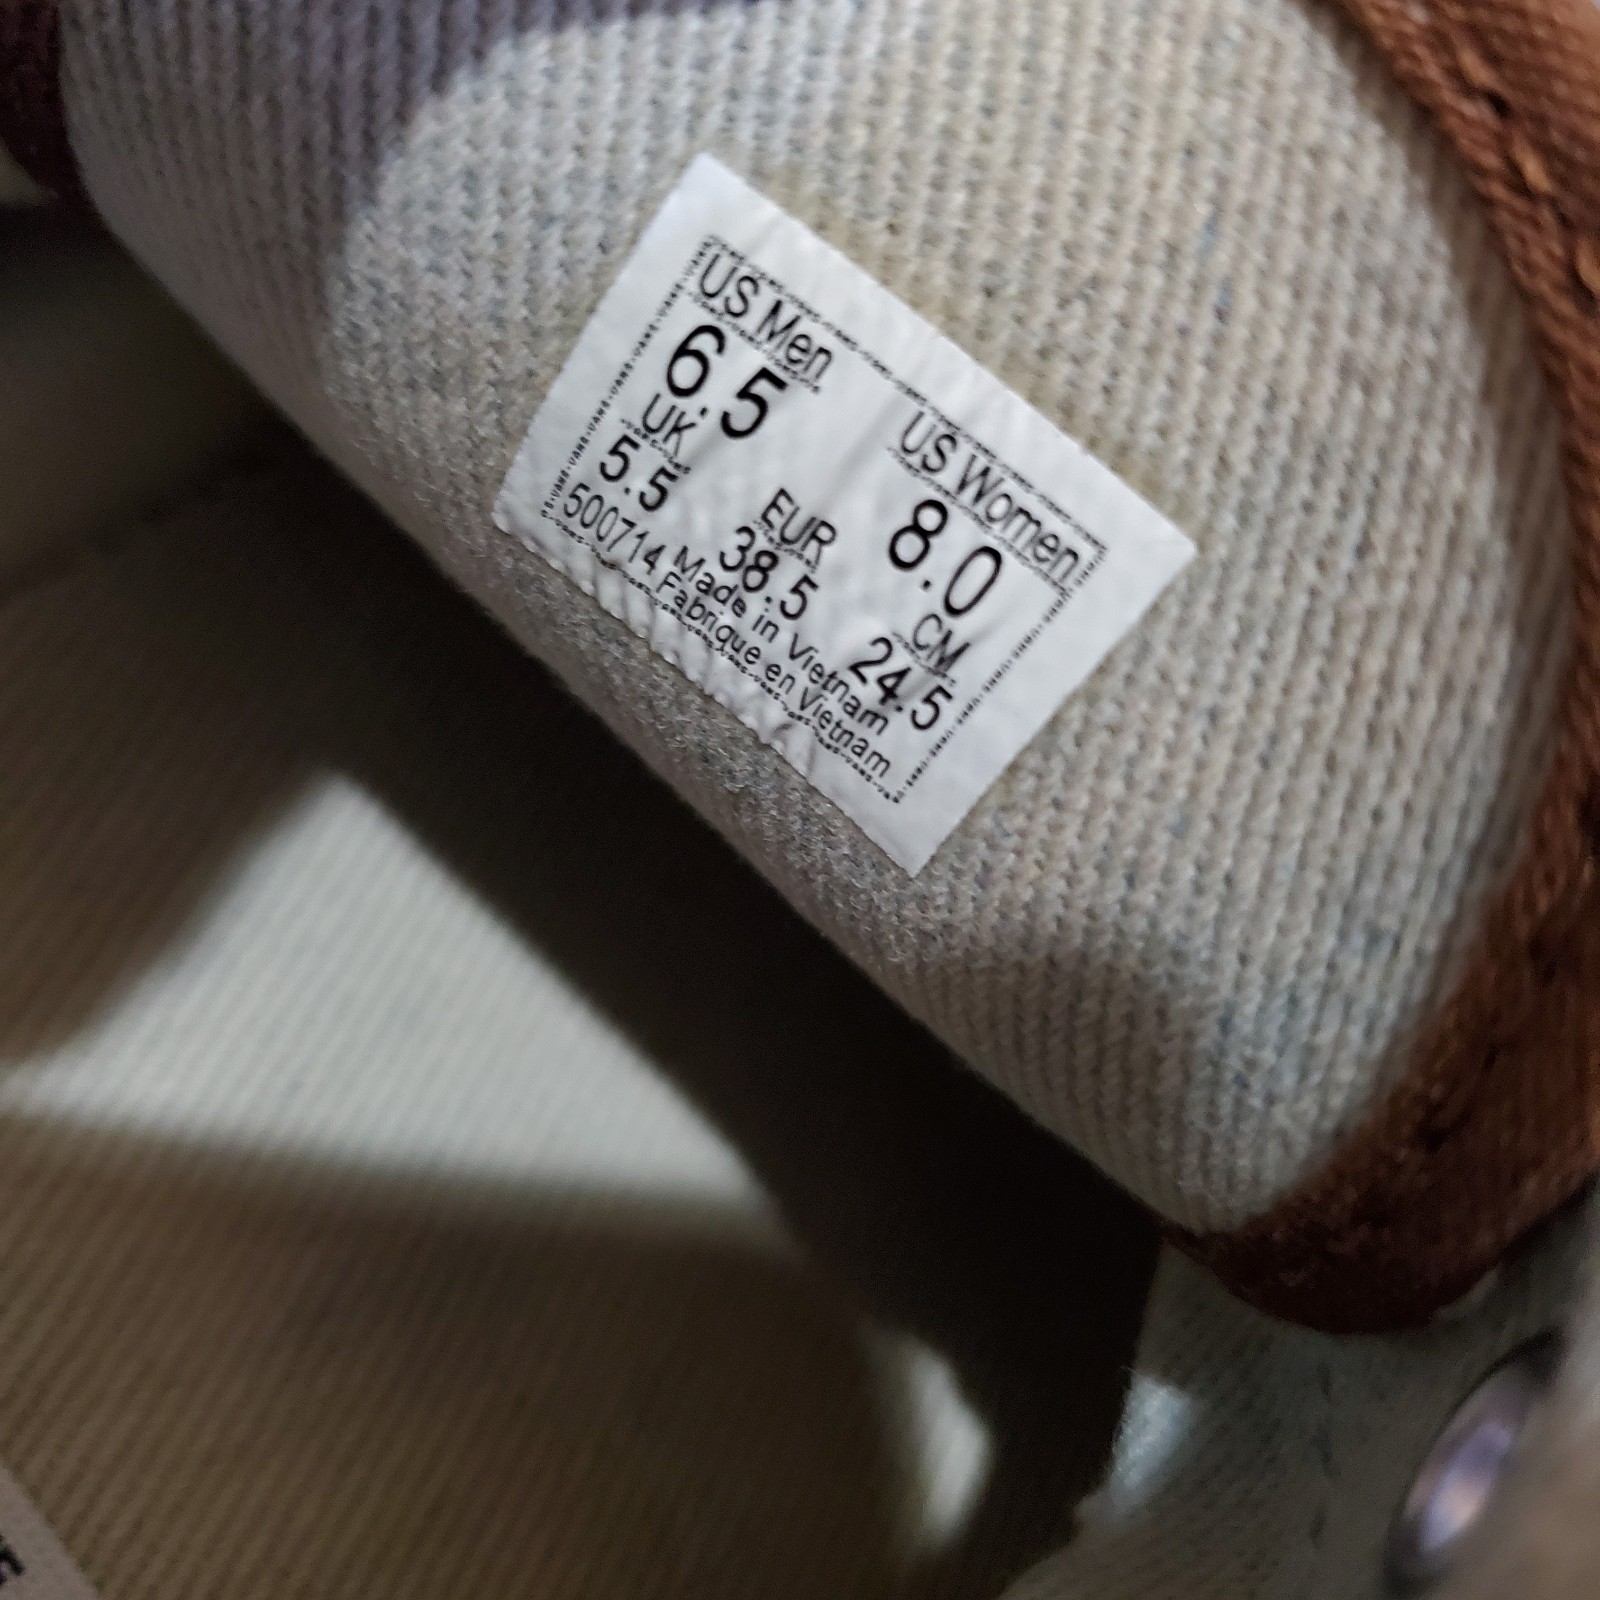 US Men
US Women
6.5
8.0
UK
EUR
CM
5.5
38.5
24.5
500714 Made in Vietnam
Fabrique en Vietnam